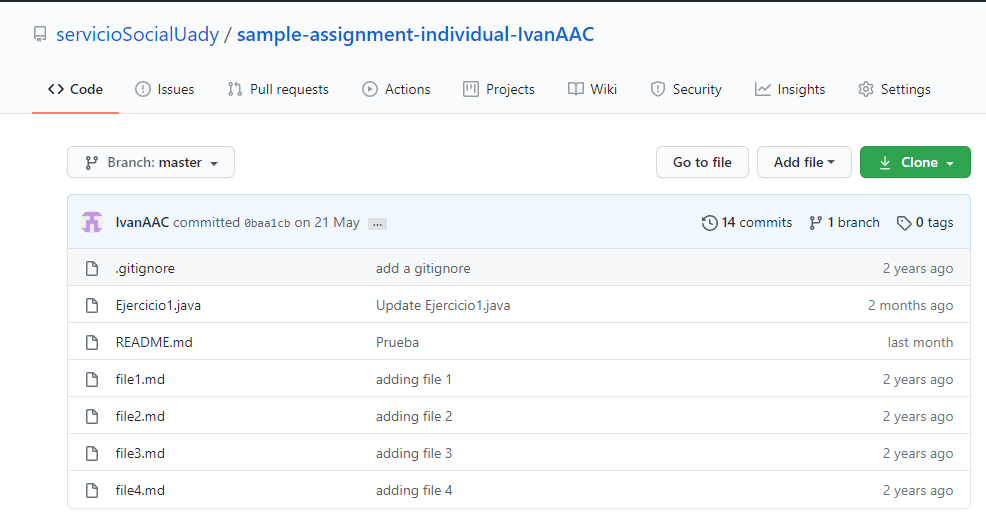 servicioSocialUady / sample-assignment-individual-IvanAAC
Code Issues Pull requests Actions Projects Wiki Security Insights Settings
Branch: master Go to file Add file Clone
IvanAAC committed 0baa1cb on 21 May ... 14 commits 1 branch 0 tags
.gitignore add a gitignore 2 years ago
Ejercicio1.java Update Ejercicio1.java 2 months ago
README.md Prueba last month
file1.md adding file 1 2 years ago
file2.md adding file 2 2 years ago
file3.md adding file 3 2 years ago
file4.md adding file 4 2 years ago